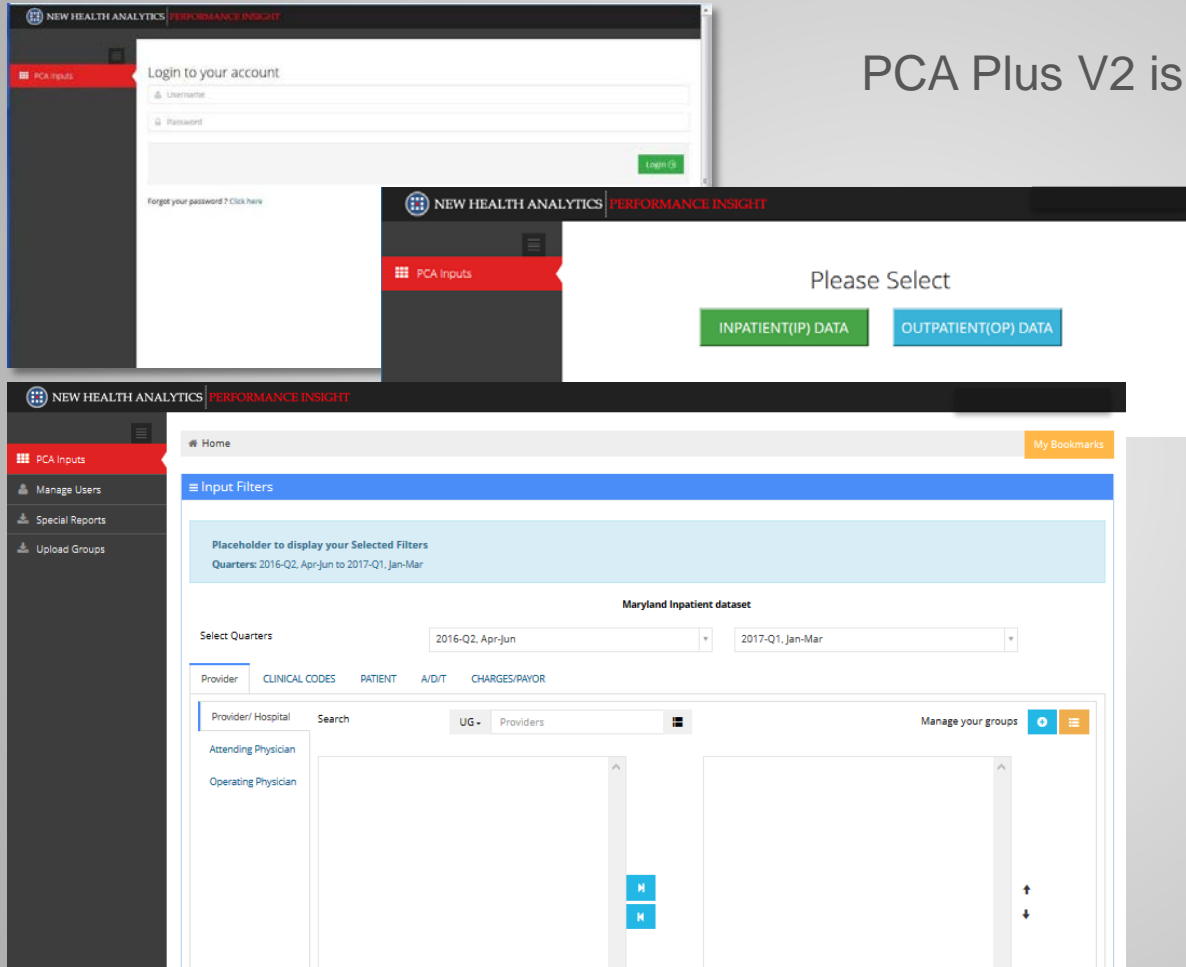 NEW HEALTH ANALYTICS PERFORMANCE INSIGHT
PCA Inputs
Login to your account
Username
Password
Login
Forgot your password ? Click here
PCA Plus V2 is
NEW HEALTH ANALYTICS PERFORMANCE INSIGHT
PCA Inputs
Please Select
INPATIENT(IP) DATA OUTPATIENT(OP) DATA
NEW HEALTH ANALYTICS PERFORMANCE INSIGHT
PCA Inputs
Manage Users
Special Reports
Upload Groups
Home My Bookmarks
Input Filters
Placeholder to display your Selected Filters
Quarters: 2016-Q2, Apr-Jun to 2017-Q1, Jan-Mar
Maryland Inpatient dataset
Select Quarters 2016-Q2, Apr-Jun 2017-Q1, Jan-Mar
Provider CLINICAL CODES PATIENT A/D/T CHARGES/PAYOR
Provider/ Hospital Search UG Providers Manage your groups
Attending Physician
Operating Physician